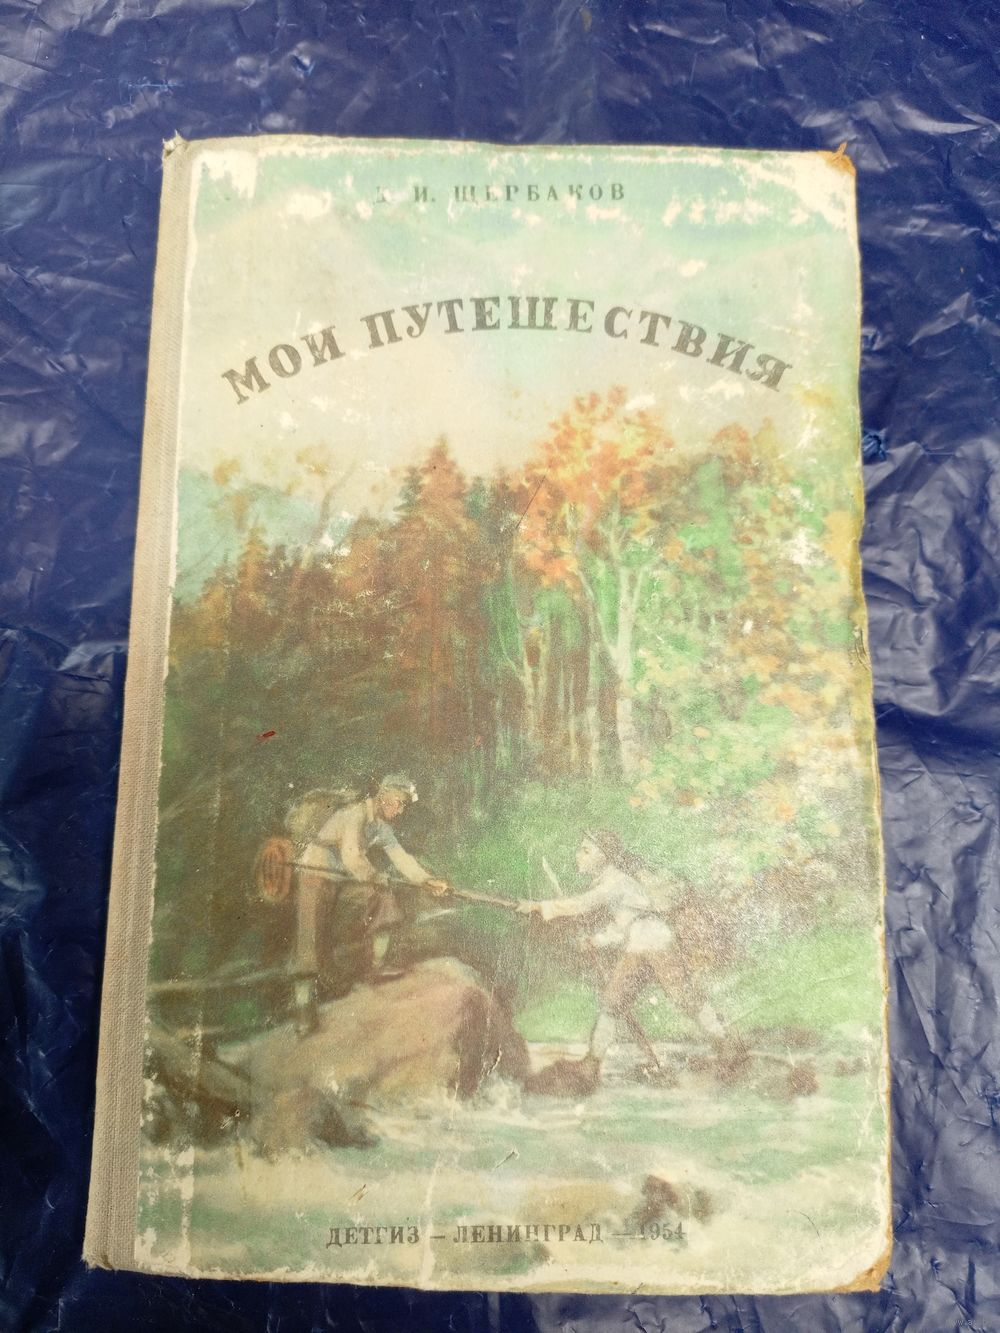 И. ЩЕРБАКОВ
МОИ ПУТЕШЕСТВИЯ
ДЕТГИЗ – ЛЕНИНГРАД – 1954